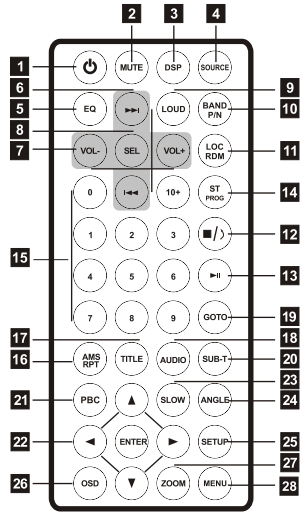 2 3 4
1 MUTE DSP SOURCE
6 9
5 EQ LOUD BAND P/N 10
8
7 VOL- SEL VOL+ LOC RDM 11
0 10+ ST PROG 14
1 2 3 12
15
4 5 6 13
7 8 9 GOTO 19
17 18
16 AMS RPT TITLE AUDIO SUB-T 20
23
21 PBC SLOW ANGLE 24
22 ENTER SETUP 25
27
26 OSD ZOOM MENU 28